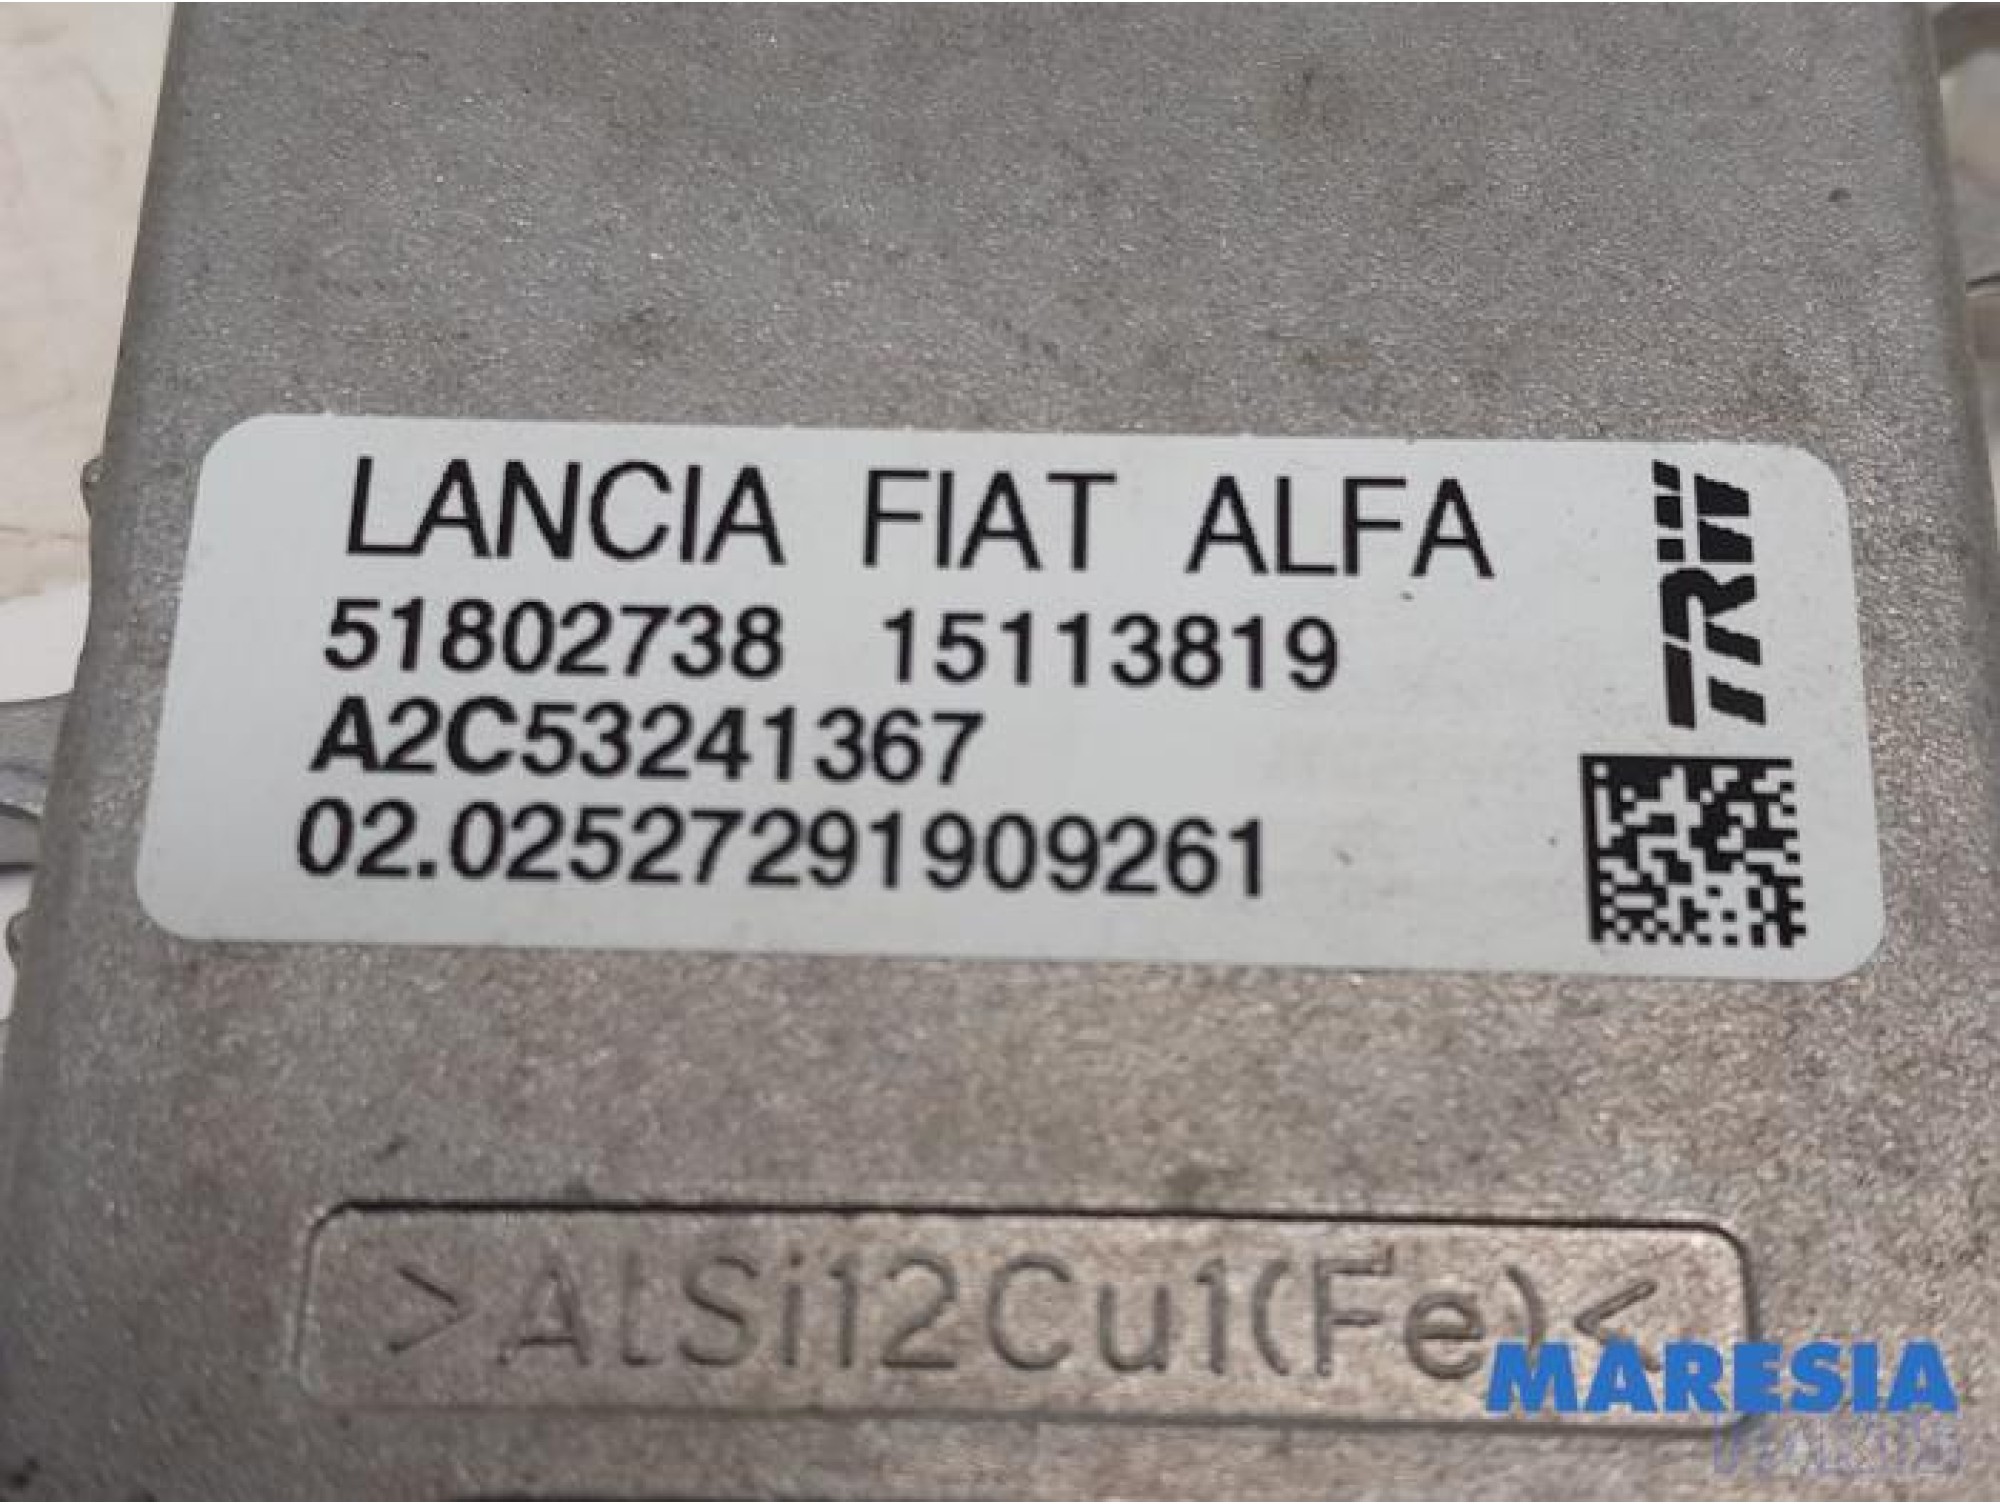 LANCIA FIAT ALFA
TRW
51802738 15113819
A2C53241367
02.02527291909261
>AlSi12Cu1(Fe)<
MARESIA